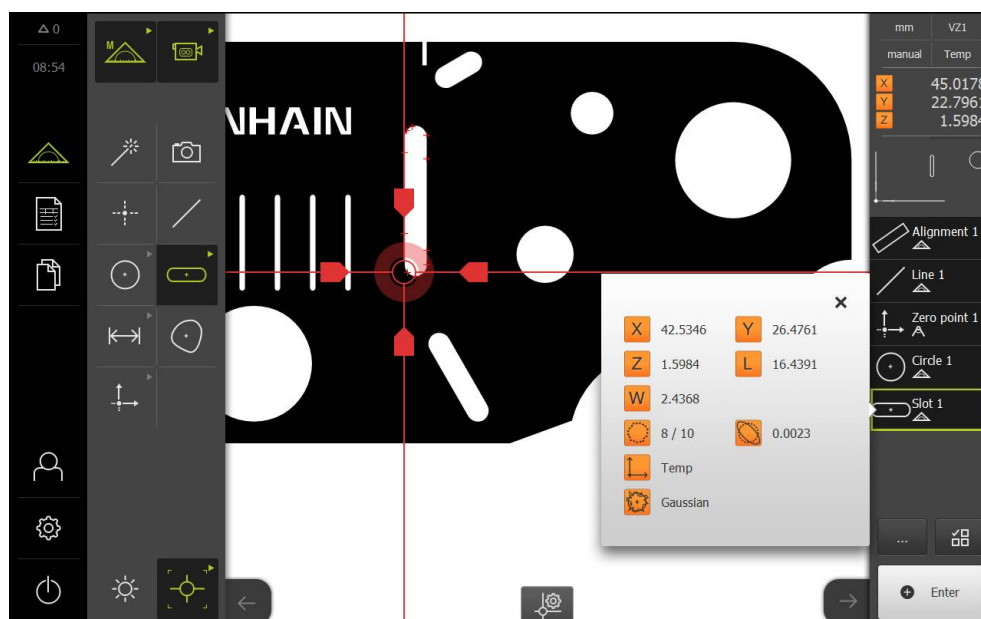 0
08:54
M
NHAIN
mm
VZ1
manual
Temp
X
45.0178
Y
22.7961
Z
1.5984
Alignment 1
Line 1
Zero point 1
Circle 1
Slot 1
X
42.5346
Y
26.4761
Z
1.5984
L
16.4391
W
2.4368
8 / 10
0.0023
Temp
Gaussian
...
Enter